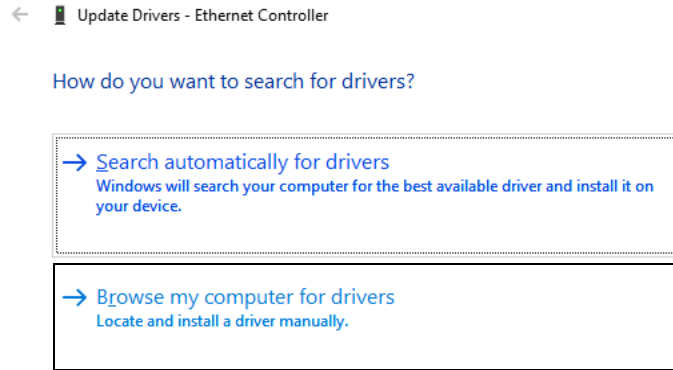 Update Drivers - Ethernet Controller
How do you want to search for drivers?
Search automatically for drivers
Windows will search your computer for the best available driver and install it on
your device.
Browse my computer for drivers
Locate and install a driver manually.